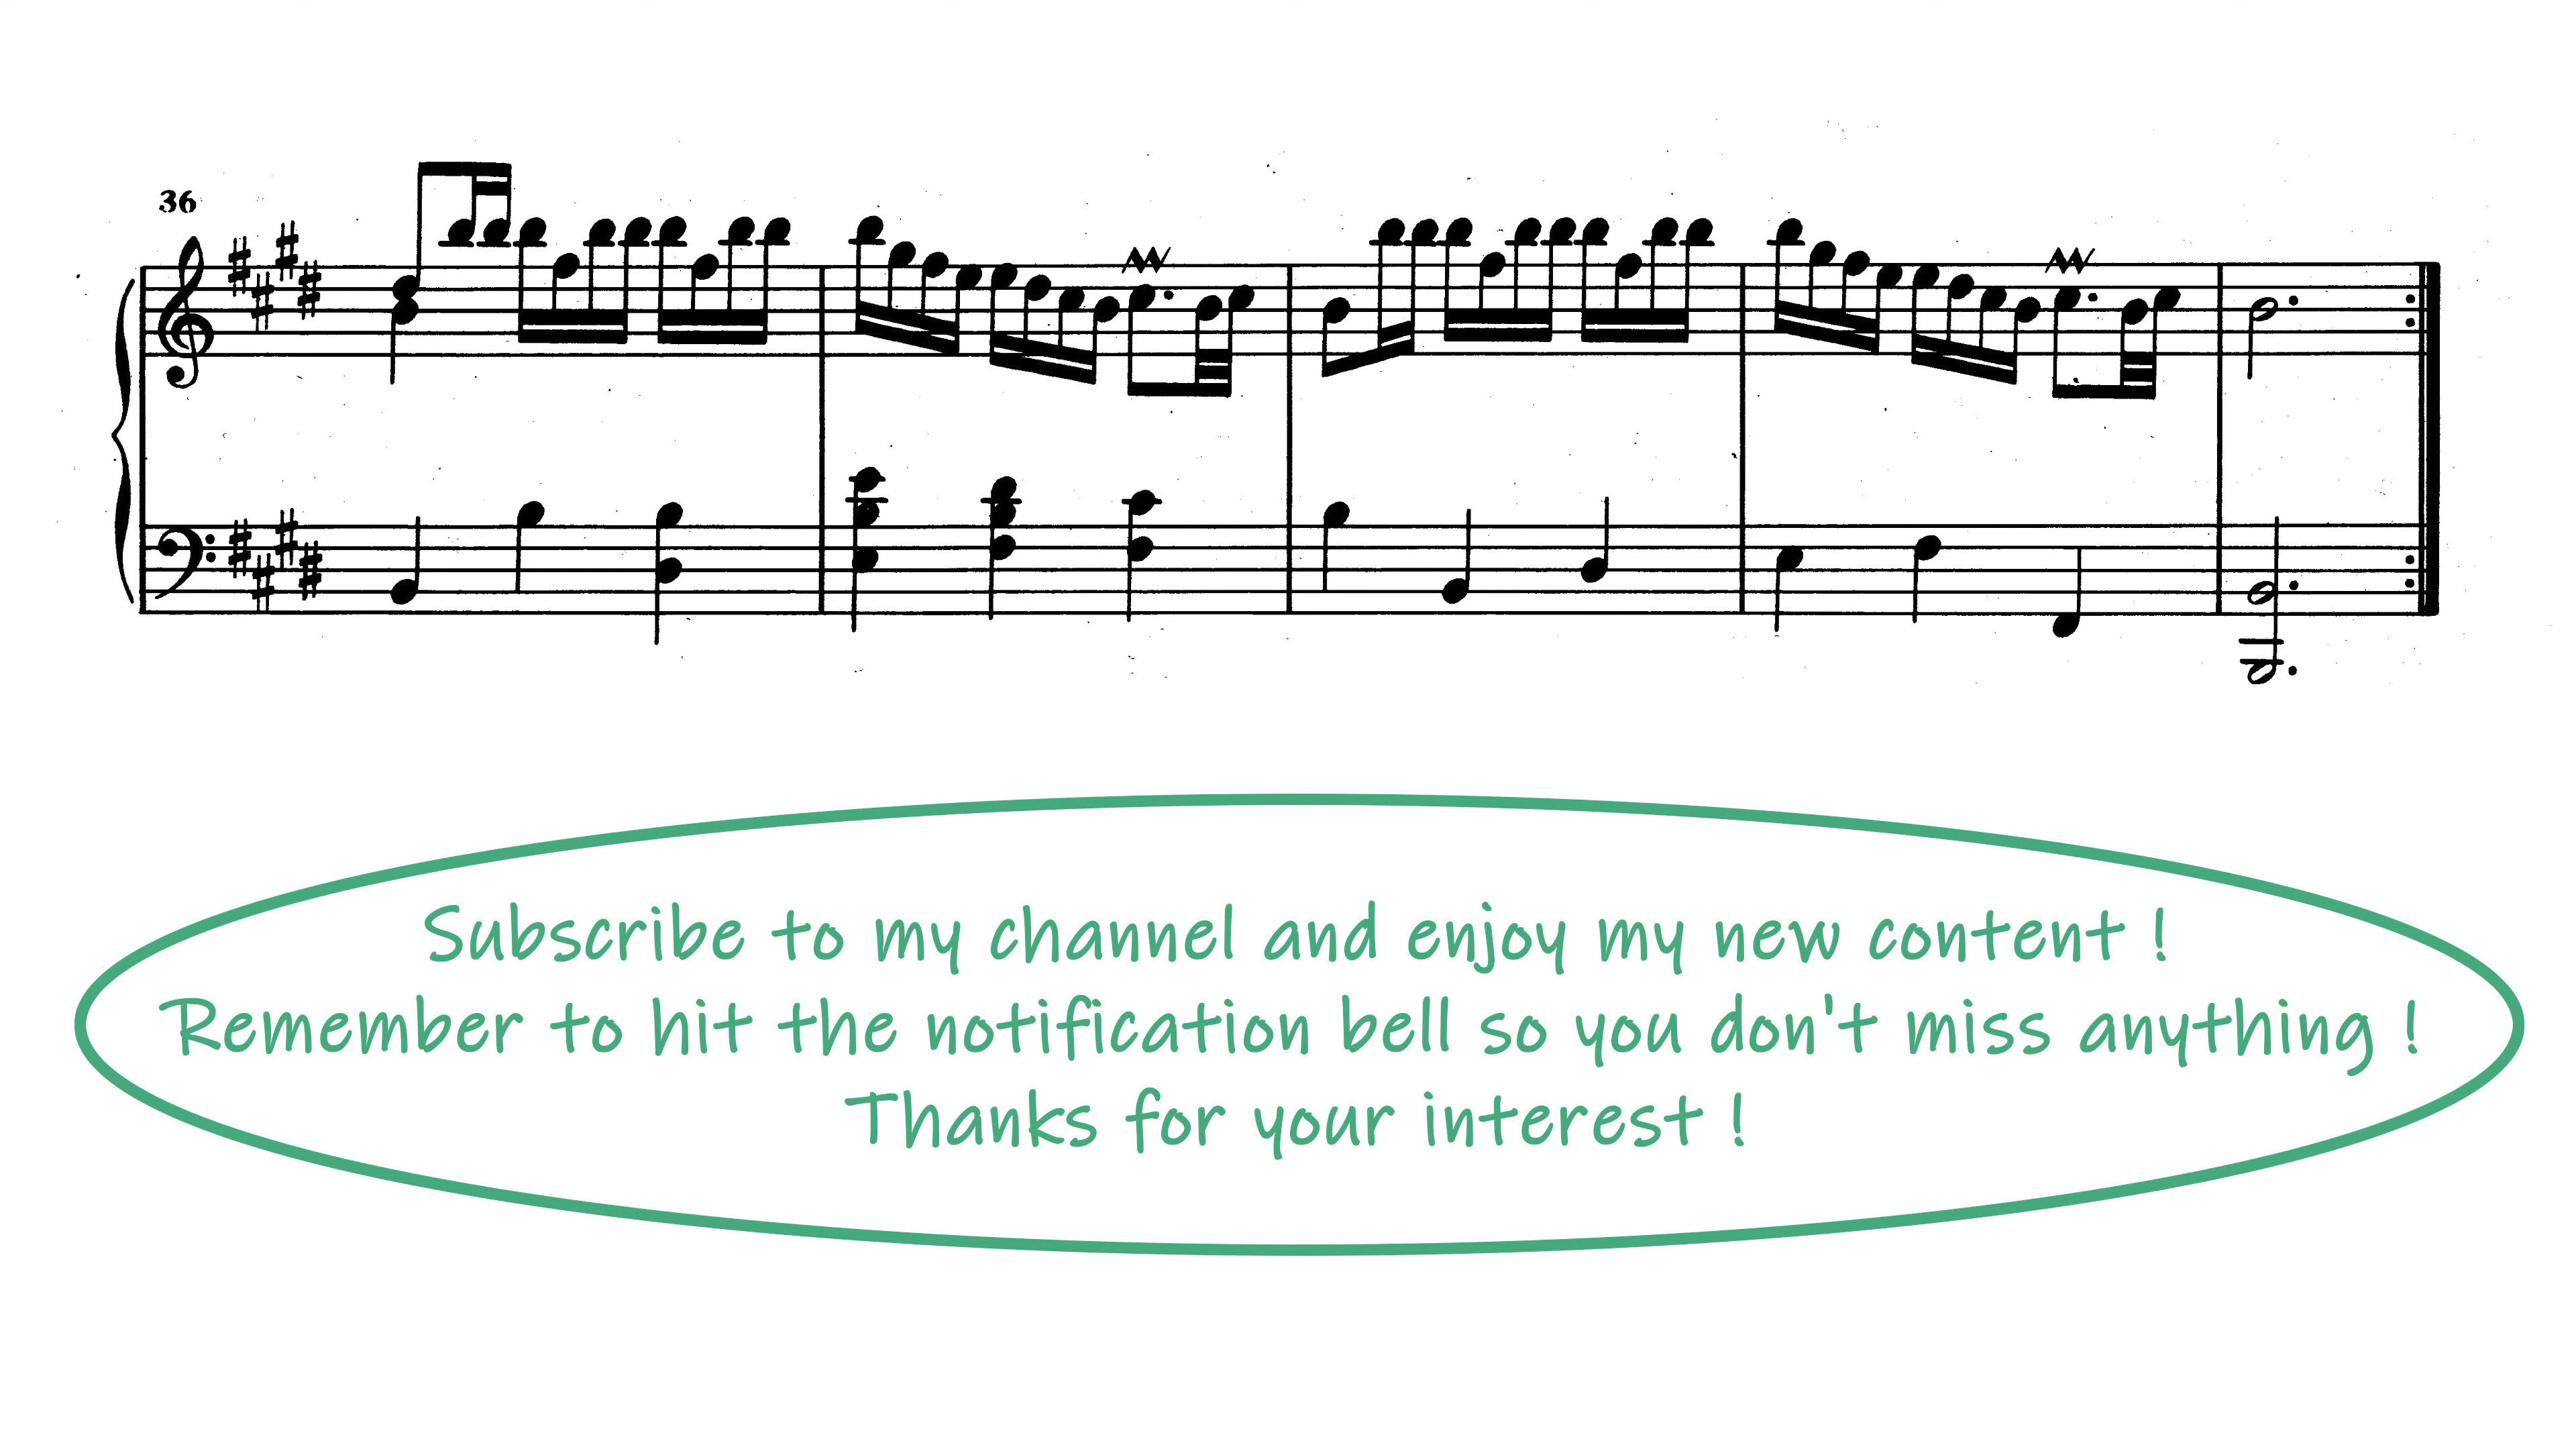 36
Subscribe to my channel and enjoy my new content !
Remember to hit the notification bell so you don't miss anything !
Thanks for your interest !